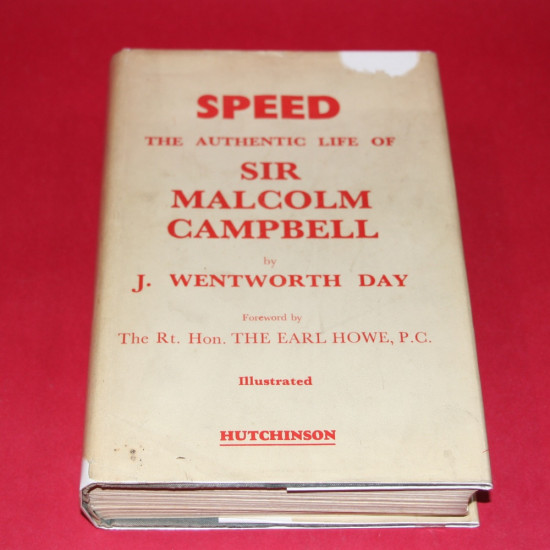 SPEED
THE AUTHENTIC LIFE OF
SIR
MALCOLM
CAMPBELL
by
J. WENTWORTH DAY
Foreword by
The Rt. Hon. THE EARL HOWE, P.C.
Illustrated
HUTCHINSON